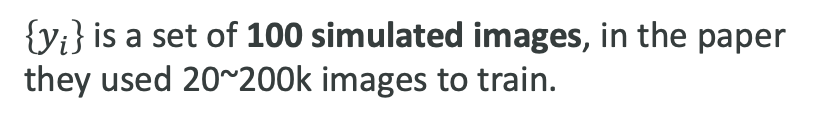 {yᵢ} is a set of 100 simulated images, in the paper
they used 20~200k images to train.